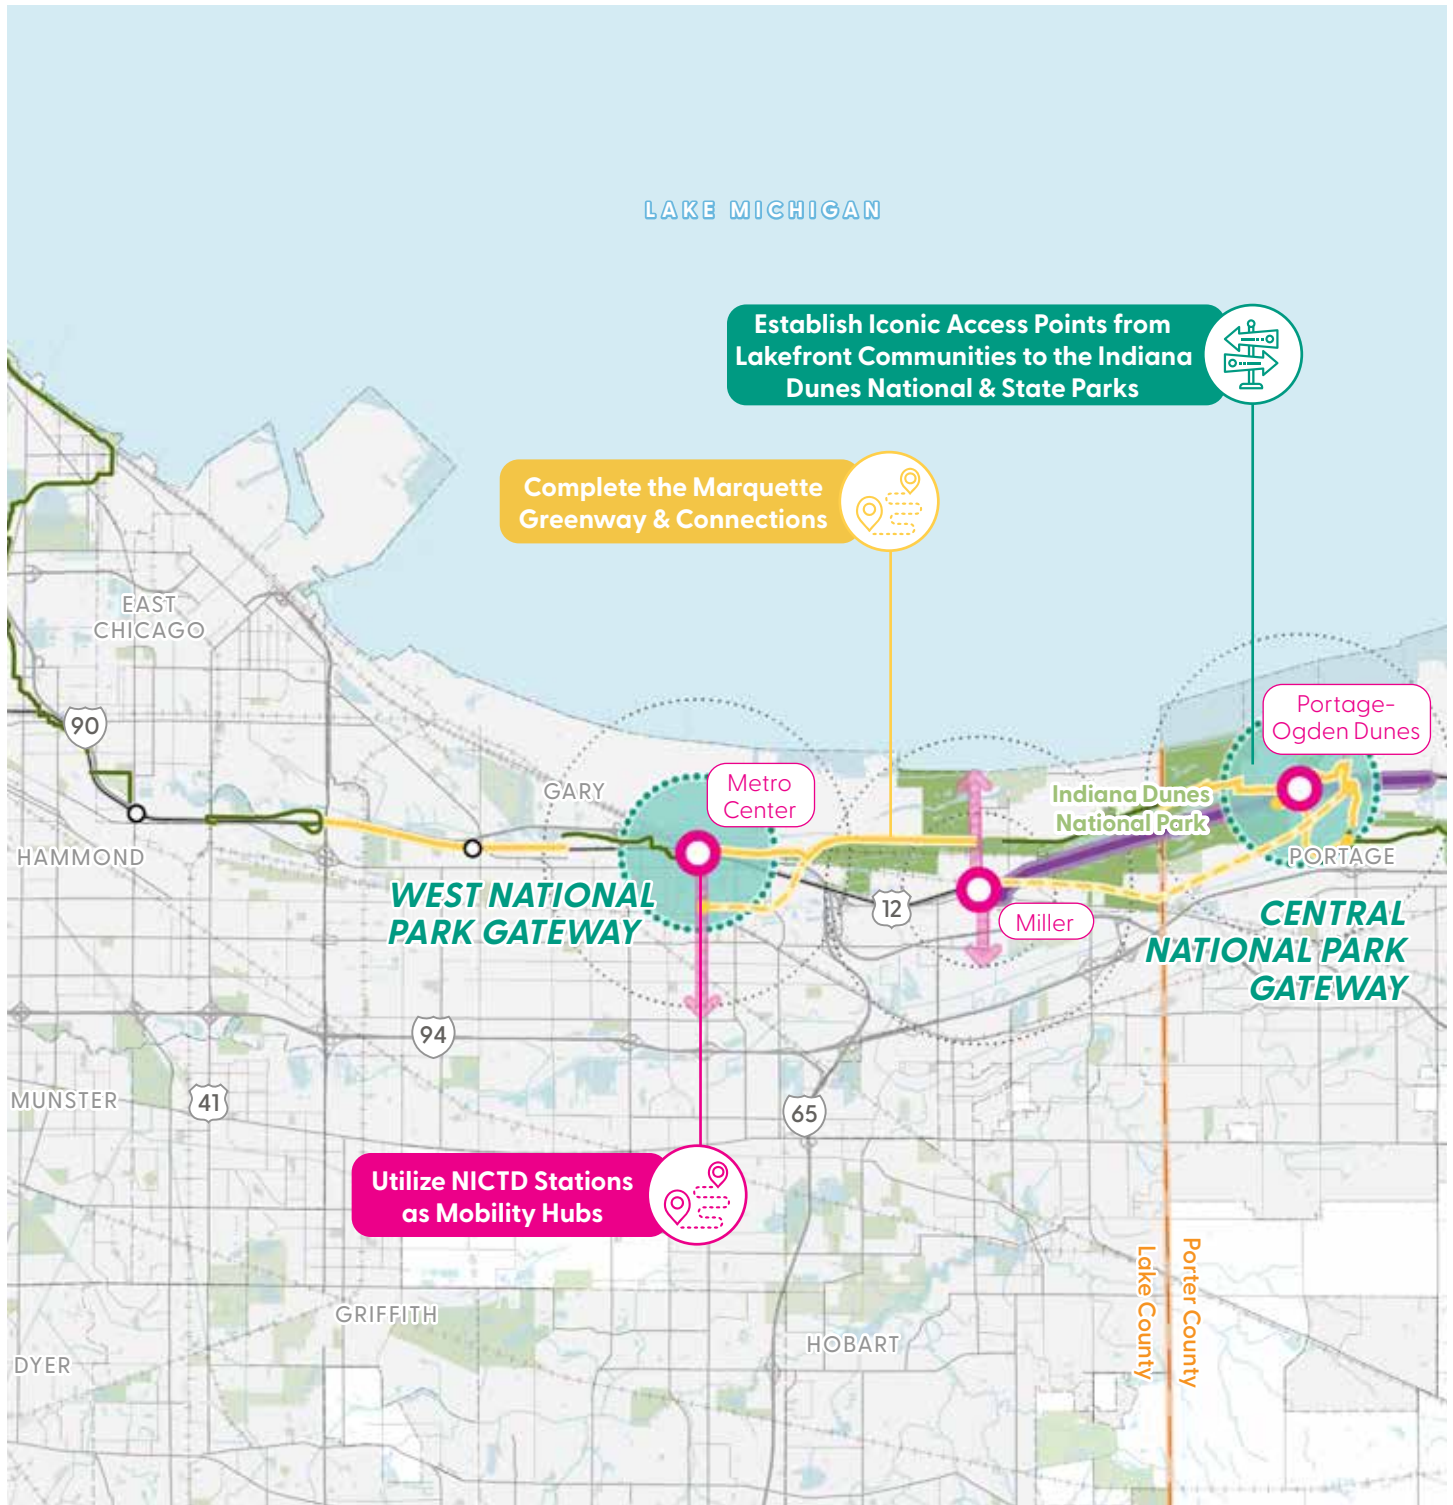 LAKE MICHIGAN
Establish Iconic Access Points from
Lakefront Communities to the Indiana
Dunes National & State Parks
Complete the Marquette
Greenway & Connections
EAST
CHICAGO
90
Portage-
Ogden Dunes
GARY
Metro
Center
Indiana Dunes
National Park
HAMMOND
PORTAGE
WEST NATIONAL
PARK GATEWAY
12
Miller
CENTRAL
NATIONAL PARK
GATEWAY
94
MUNSTER
41
65
Utilize NICTD Stations
as Mobility Hubs
Lake County
Porter County
GRIFFITH
HOBART
DYER